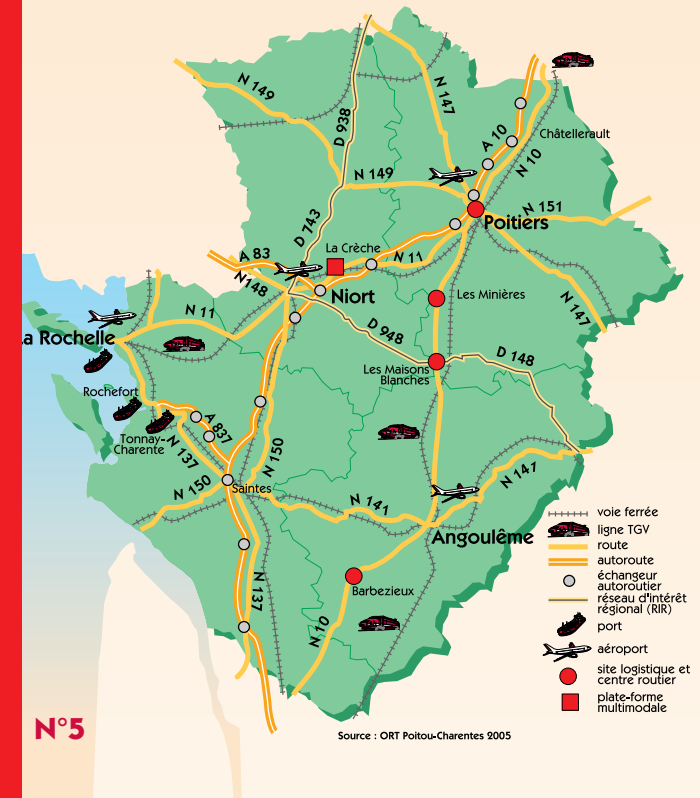 N 149
D 938
N 147
Châtellerault
A 10
N 10
N 149
N 151
Poitiers
D 743
La Crèche
A 83
N 11
N148
Niort
Les Minières
N 147
N 11
D 948
a Rochelle
D 148
Les Maisons
Blanches
Rochefort
A 837
Tonnay-
Charente
N 137
N 150
N 150
Saintes
N 141
N 141
Angoulême
Barbezieux
N 137
N 10
voie ferrée
ligne TGV
route
autoroute
échangeur
autoroutier
réseau d'intérêt
régional (RIR)
port
aéroport
site logistique et
centre routier
plate-forme
multimodale
N°5
Source : ORT Poitou-Charentes 2005